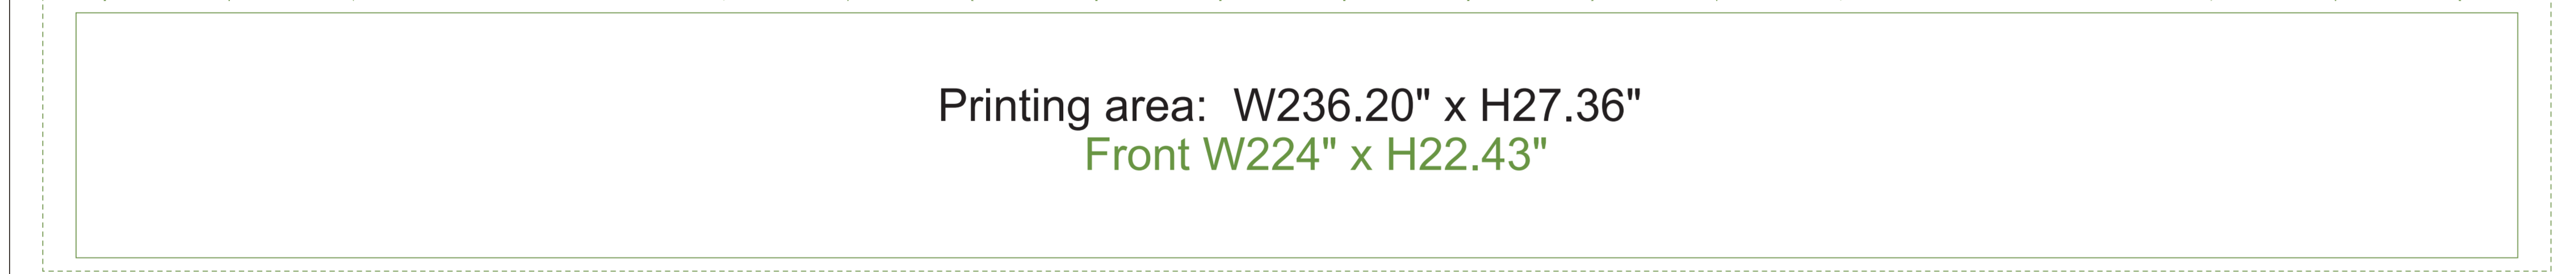 Printing area:  W236.20" x H27.36"
Front W224" x H22.43"